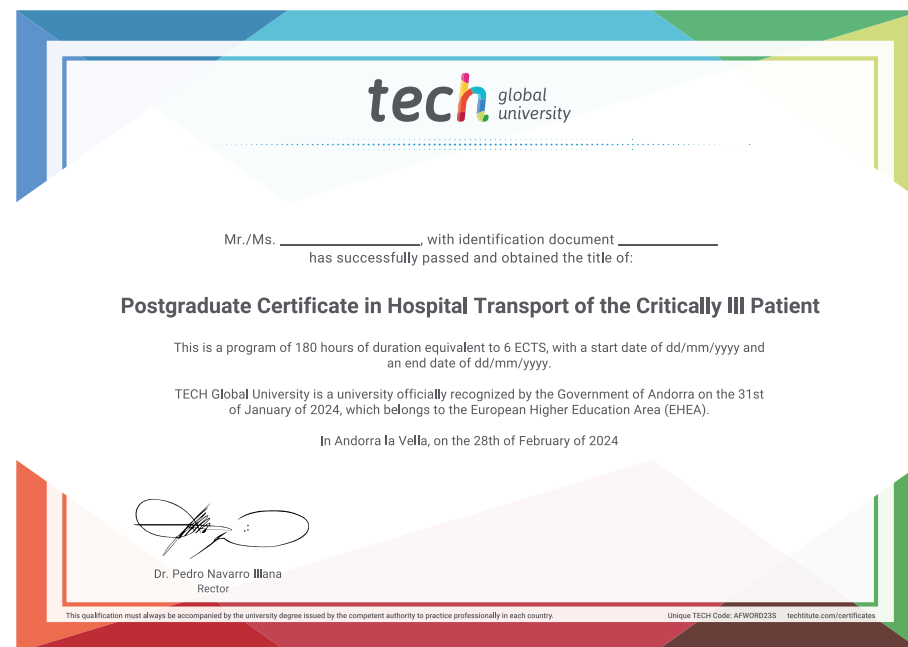 tech global
university
Mr./Ms. ____________, with identification document ____________
has successfully passed and obtained the title of:
Postgraduate Certificate in Hospital Transport of the Critically Ill Patient
This is a program of 180 hours of duration equivalent to 6 ECTS, with a start date of dd/mm/yyyy and
an end date of dd/mm/yyyy.
TECH Global University is a university officially recognized by the Government of Andorra on the 31st
of January of 2024, which belongs to the European Higher Education Area (EHEA).
In Andorra la Vella, on the 28th of February of 2024
Dr. Pedro Navarro Illana
Rector
This qualification must always be accompanied by the university degree issued by the competent authority to practice professionally in each country. Unique TECH Code: AFWORD23S techtitute.com/certificates